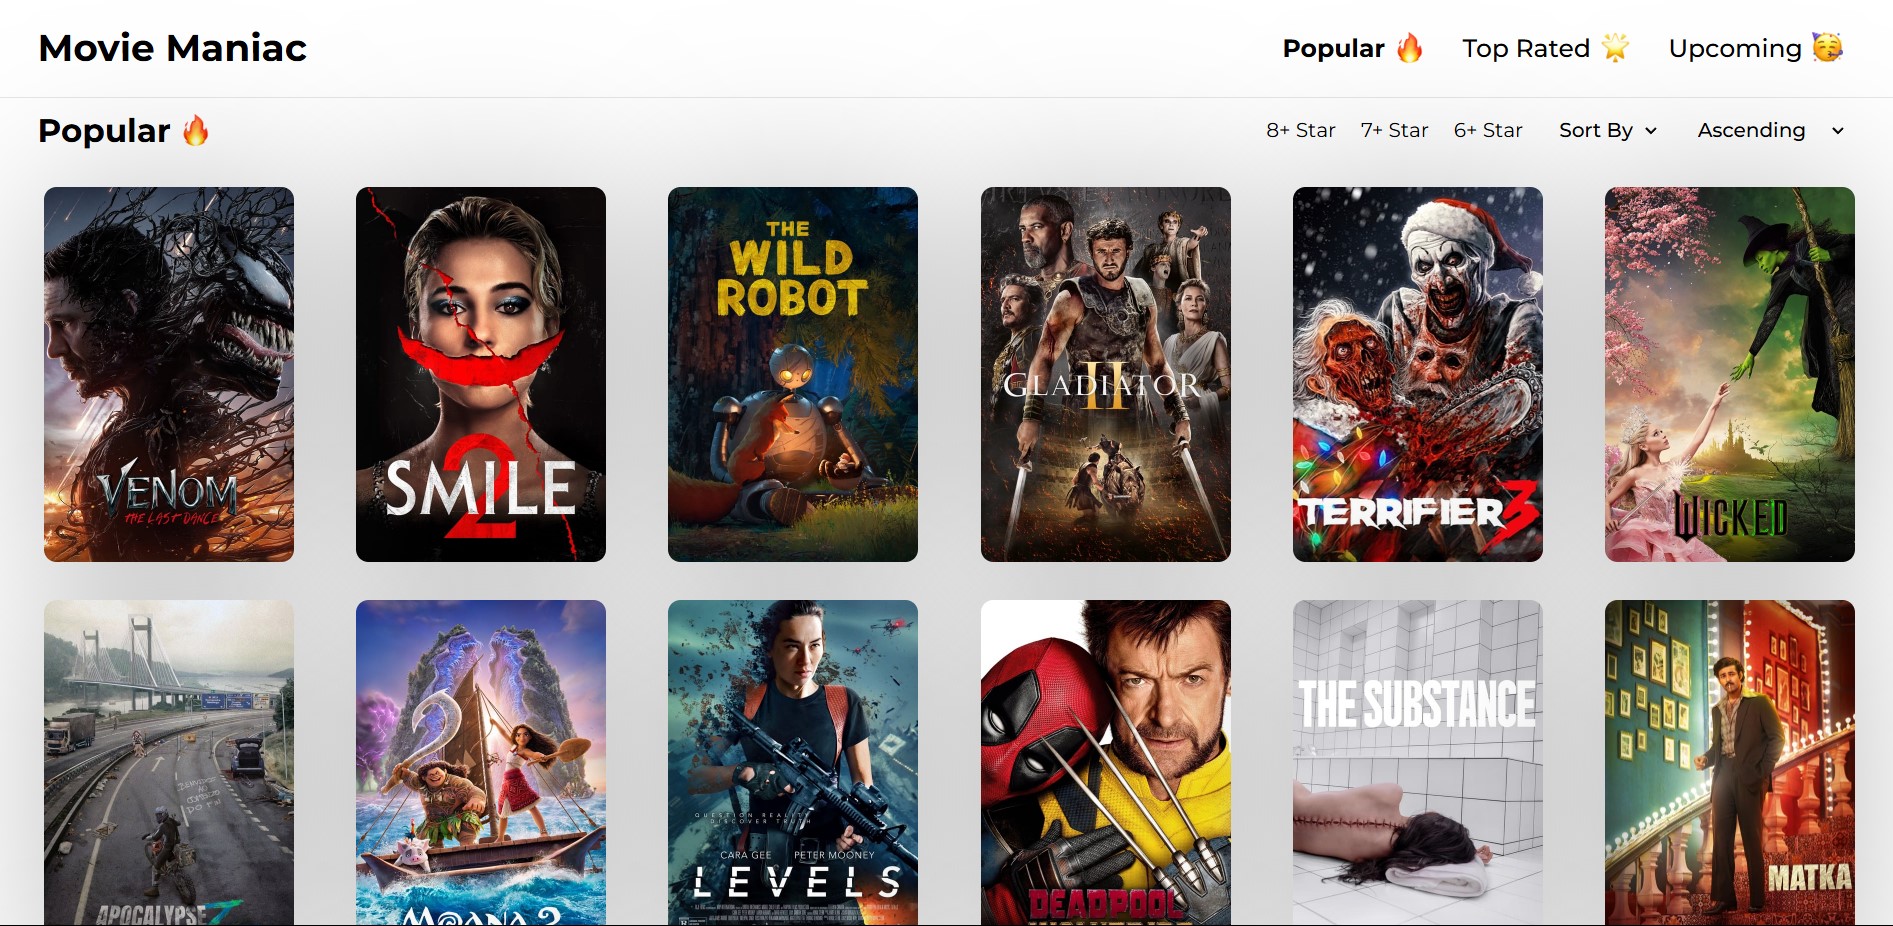 Movie Maniac
Popular 🔥 Top Rated 🌟 Upcoming 🥳
Popular 🔥
8+ Star 7+ Star 6+ Star Sort By Ascending
VENOM
THE LAST DANCE
SMILE
2
THE
WILD
ROBOT
GLADIATOR
II
TERRIFIER 3
WICKED
APOCALYPSE Z
MOANA 2
QUESTION REALITY
DISCOVER TRUTH
CARA GEE PETER MOONEY
LEVELS
DEADPOOL
THE SUBSTANCE
MATKA